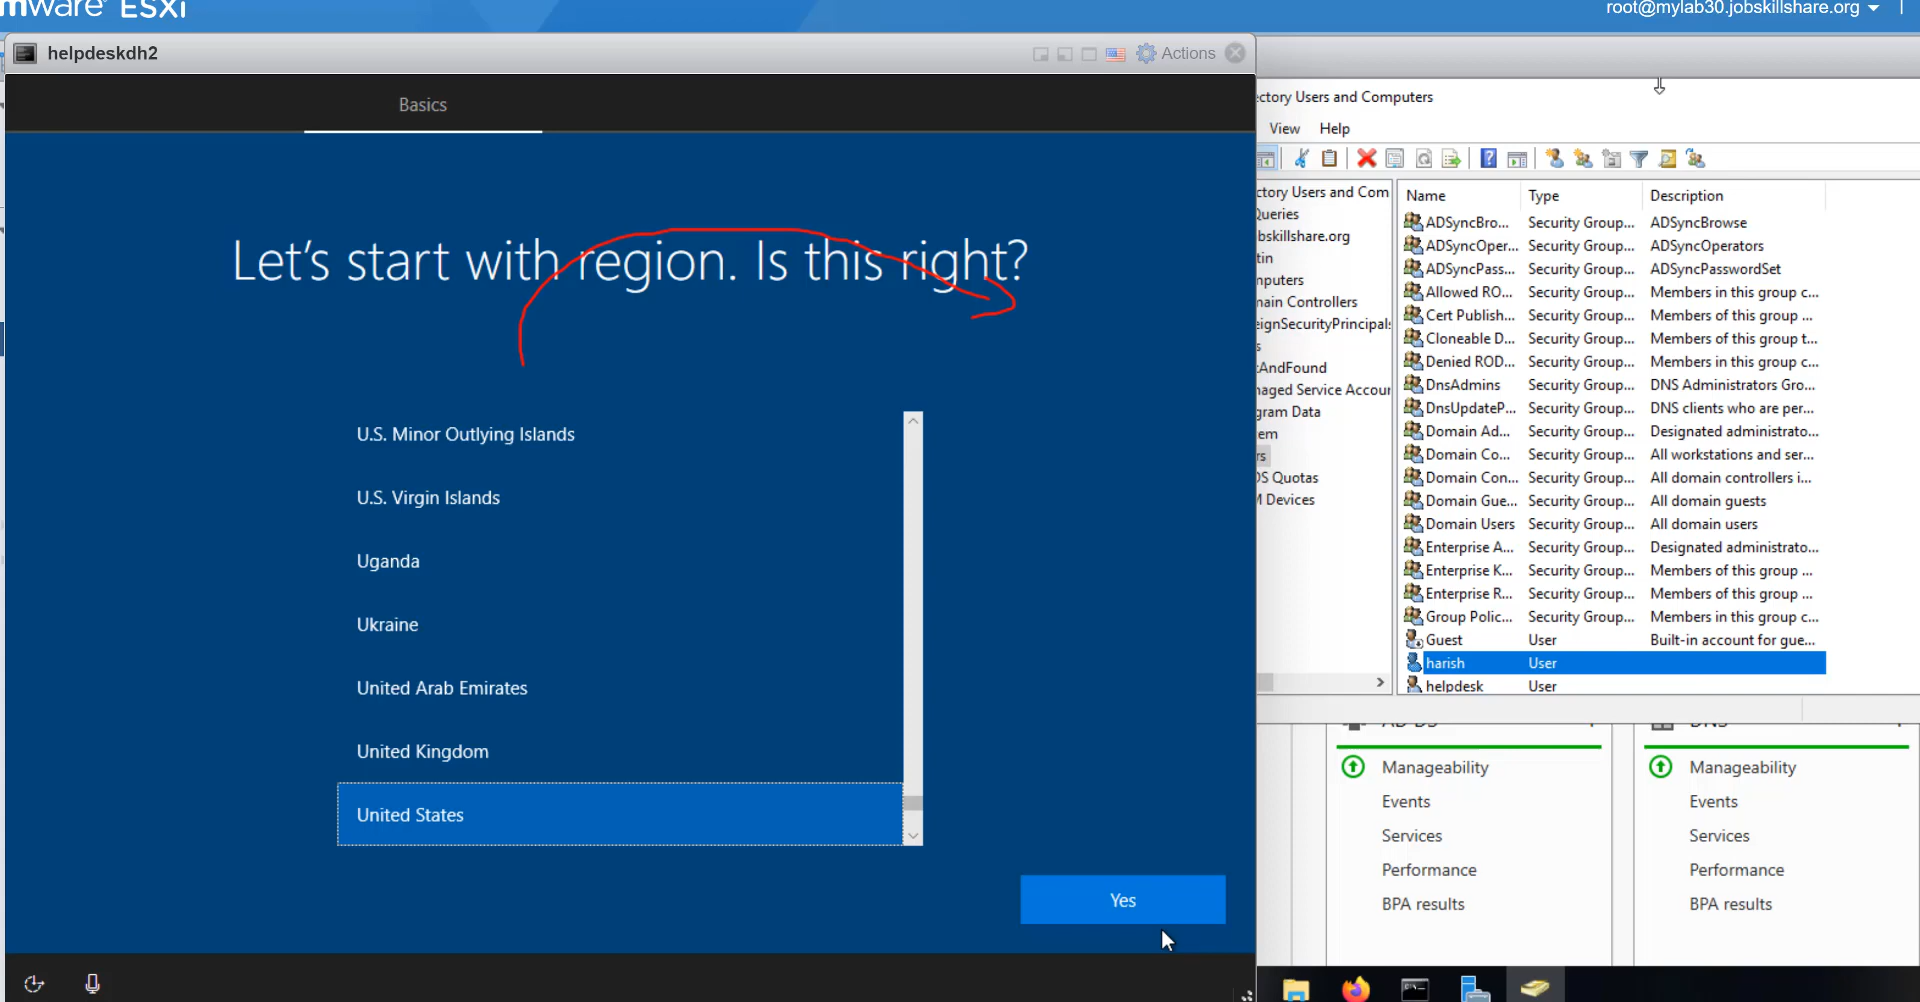 mware ESXi
root@mylab30.jobskillshare.org
helpdeskdh2
Actions
Basics
Let's start with region. Is this right?
U.S. Minor Outlying Islands
U.S. Virgin Islands
Uganda
Ukraine
United Arab Emirates
United Kingdom
United States
Yes
ectory Users and Computers
View Help
ctory Users and Com
Queries
bskillshare.org
tin
nputers
nain Controllers
eignSecurityPrincipals
s
tAndFound
naged Service Accour
gram Data
em
rs
DS Quotas
M Devices
Name Type Description
ADSyncBro... Security Group... ADSyncBrowse
ADSyncOper... Security Group... ADSyncOperators
ADSyncPass... Security Group... ADSyncPasswordSet
Allowed RO... Security Group... Members in this group c...
Cert Publish... Security Group... Members of this group ...
Cloneable D... Security Group... Members of this group t...
Denied ROD... Security Group... Members in this group c...
DnsAdmins Security Group... DNS Administrators Gro...
DnsUpdateP... Security Group... DNS clients who are per...
Domain Ad... Security Group... Designated administrato...
Domain Co... Security Group... All workstations and ser...
Domain Con... Security Group... All domain controllers i...
Domain Gue... Security Group... All domain guests
Domain Users Security Group... All domain users
Enterprise A... Security Group... Designated administrato...
Enterprise K... Security Group... Members of this group ...
Enterprise R... Security Group... Members of this group ...
Group Polic... Security Group... Members in this group c...
Guest User Built-in account for gue...
harish User
helpdesk User
AD DS
Manageability
Events
Services
Performance
BPA results
DNS
Manageability
Events
Services
Performance
BPA results